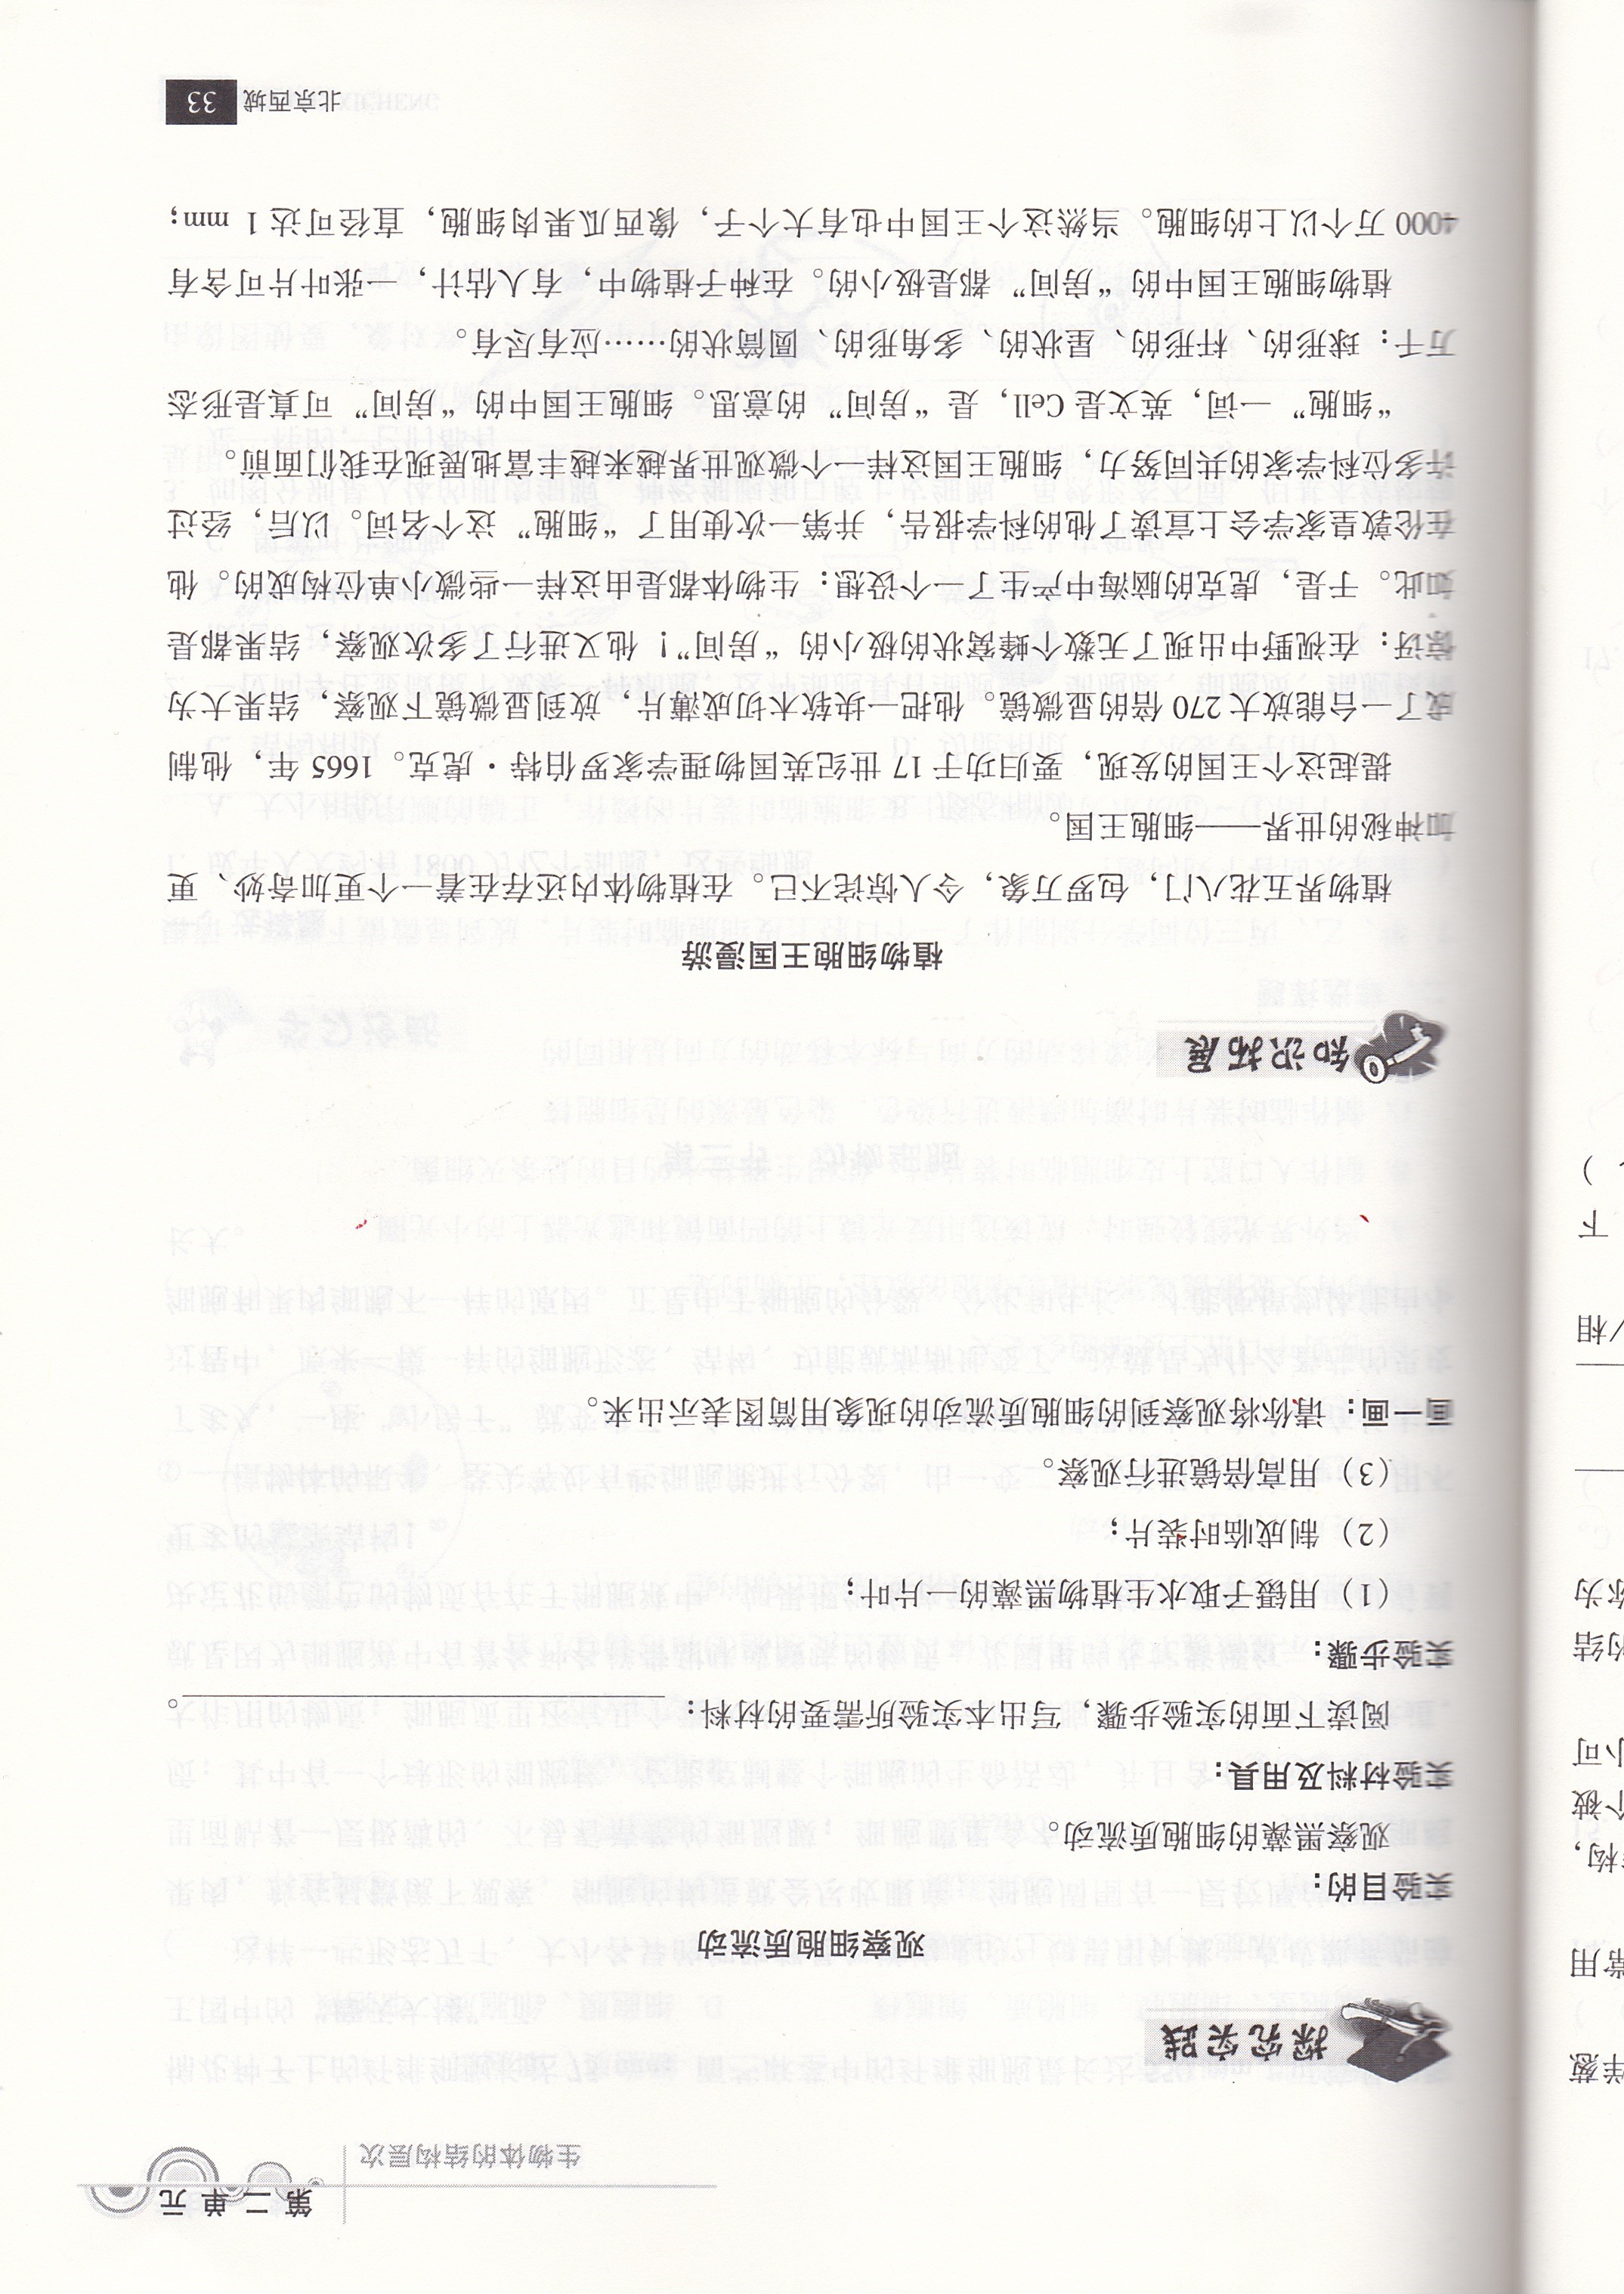 第二单元
生物体的结构层次
探究实践
观察细胞质流动
实验目的：
观察黑藻的细胞质流动。
实验材料及用具：
阅读下面的实验步骤，写出本实验所需要的材料：　　　　。
实验步骤：
（1）用镊子取水生植物黑藻的一片叶；
（2）制成临时装片；
（3）用高倍镜进行观察。
画一画：请你将观察到的细胞质流动的现象用简图表示出来。
知识拓展
植物细胞王国漫游
植物界五花八门，包罗万象，令人惊诧不已。在植物体内还存在着一个更加奇妙、更
加神秘的世界——细胞王国。
提起这个王国的发现，要归功于17世纪英国物理学家罗伯特·虎克。1665年，他制
成了一台能放大270倍的显微镜。他把一块软木切成薄片，放到显微镜下观察，结果大为
惊讶：在视野中出现了无数个蜂窝状的极小的“房间”！他又进行了多次观察，结果都是
如此。于是，虎克的脑海中产生了一个设想：生物体都是由这样一些微小单位构成的。他
在伦敦皇家学会上宣读了他的科学报告，并第一次使用了“细胞”这个名词。以后，经过
许多位科学家的共同努力，细胞王国这样一个微观世界越来越丰富地展现在我们面前。
“细胞”一词，英文是Cell，是“房间”的意思。细胞王国中的“房间”可真是形态
万千：球形的、杆形的、星状的、多角形的、圆筒状的……应有尽有。
植物细胞王国中的“房间”都是极小的。在种子植物中，有人估计，一张叶片可含有
4000万个以上的细胞。当然这个王国中也有大个子，像西瓜果肉细胞，直径可达1 mm；
北京西城 33
洋葱
常用
构，
个被
小可
的结
你为
/相
下
）